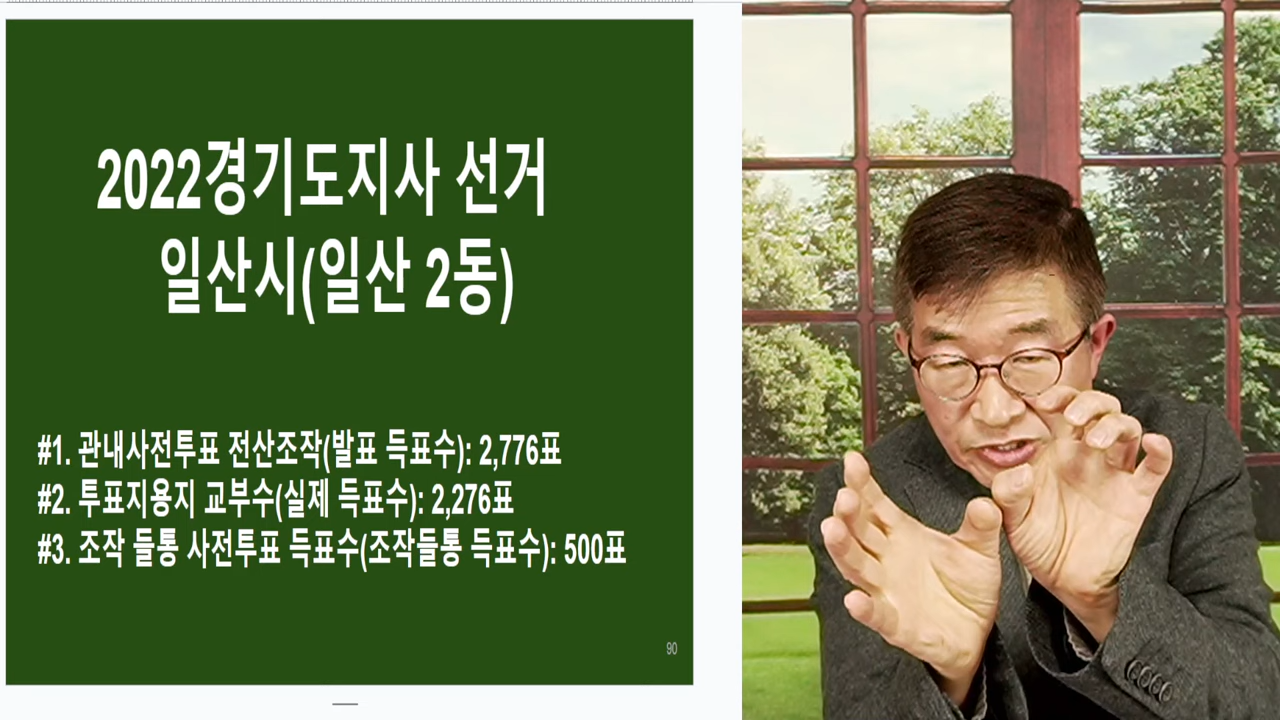 2022경기도지사 선거
일산시(일산 2동)
#1. 관내사전투표 전산조작(발표 득표수): 2,776표
#2. 투표지용지 교부수(실제 득표수): 2,276표
#3. 조작 들통 사전투표 득표수(조작들통 득표수): 500표
90